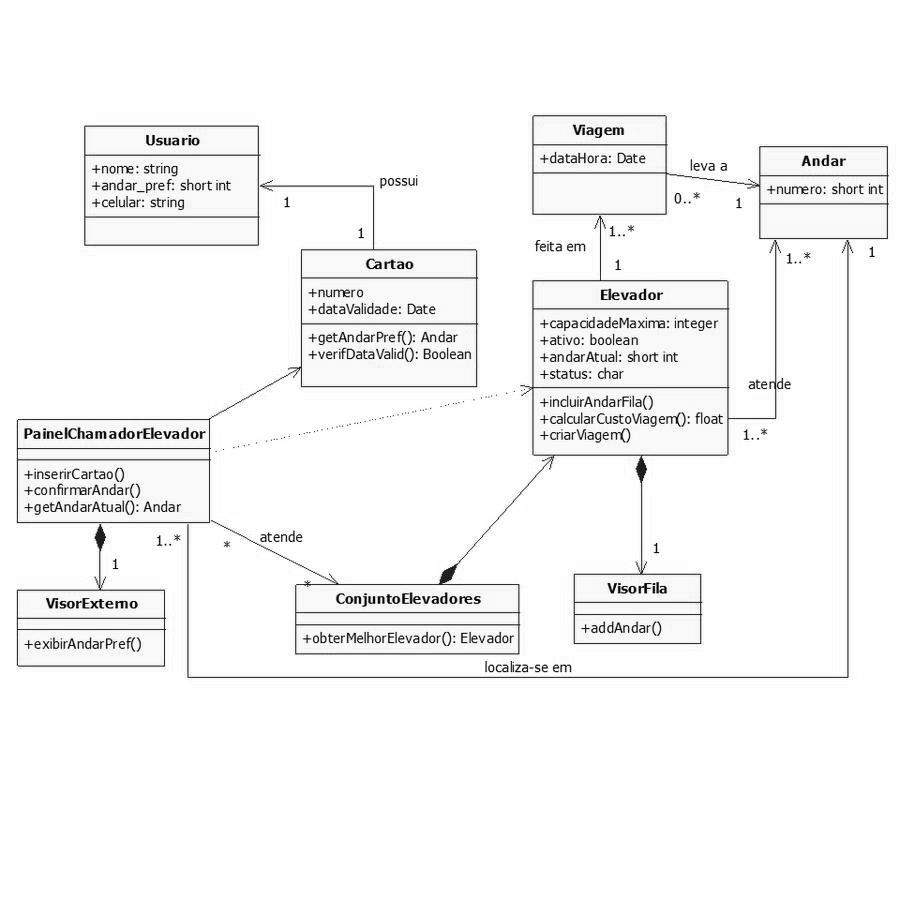 Usuario
+nome: string
+andar_pref: short int
+celular: string
possui
1
1
Viagem
+dataHora: Date
leva a
0..*
1
Andar
+numero: short int
1..*
feita em
1
1..*
1
Cartao
+numero
+dataValidade: Date
+getAndarPref(): Andar
+verifDataValid(): Boolean
Elevador
+capacidadeMaxima: integer
+ativo: boolean
+andarAtual: short int
+status: char
+incluirAndarFila()
+calcularCustoViagem(): float
+criarViagem()
atende
1..*
PainelChamadorElevador
+inserirCartao()
+confirmarAndar()
+getAndarAtual(): Andar
1..*
1
*
atende
*
1
VisorExterno
+exibirAndarPref()
ConjuntoElevadores
+obterMelhorElevador(): Elevador
VisorFila
+addAndar()
localiza-se em